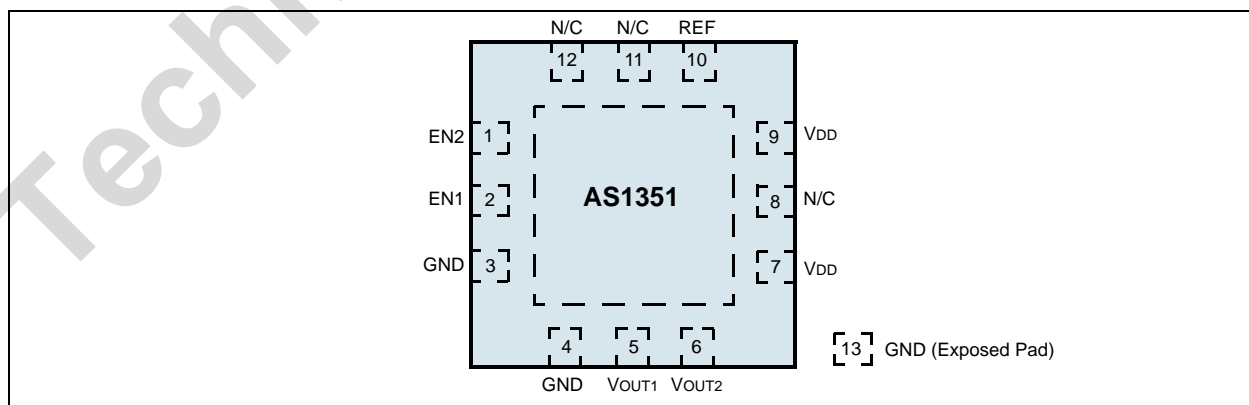 Techni
N/C N/C REF
12 11 10
EN2 1 9 VDD
EN1 2 AS1351 8 N/C
GND 3 7 VDD
4 5 6
13 GND (Exposed Pad)
GND VOUT1 VOUT2